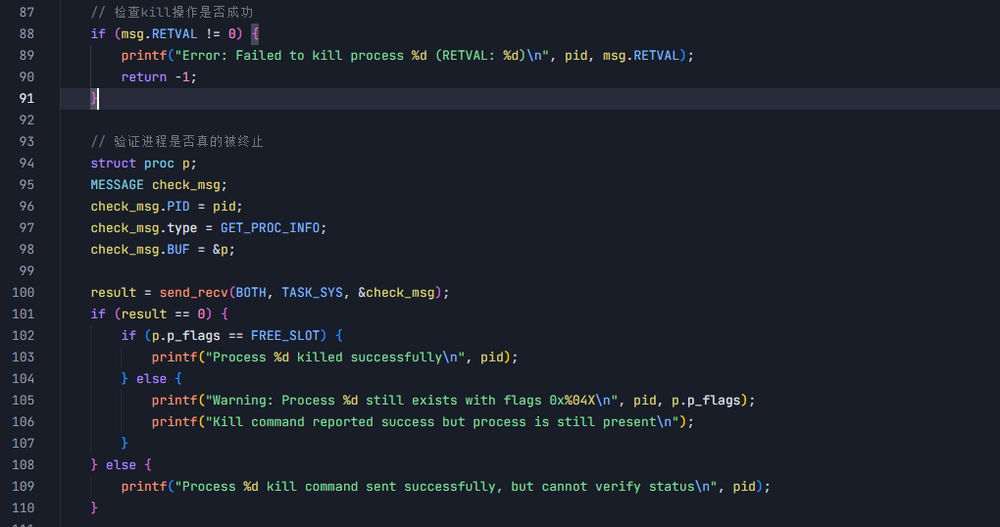 87 // 检查kill操作是否成功
88 if (msg.RETVAL != 0) {
89 printf("Error: Failed to kill process %d (RETVAL: %d)\n", pid, msg.RETVAL);
90 return -1;
91 }
92
93 // 验证进程是否真的被终止
94 struct proc p;
95 MESSAGE check_msg;
96 check_msg.PID = pid;
97 check_msg.type = GET_PROC_INFO;
98 check_msg.BUF = &p;
99
100 result = send_recv(BOTH, TASK_SYS, &check_msg);
101 if (result == 0) {
102 if (p.p_flags == FREE_SLOT) {
103 printf("Process %d killed successfully\n", pid);
104 } else {
105 printf("Warning: Process %d still exists with flags 0x%04X\n", pid, p.p_flags);
106 printf("Kill command reported success but process is still present\n");
107 }
108 } else {
109 printf("Process %d kill command sent successfully, but cannot verify status\n", pid);
110 }